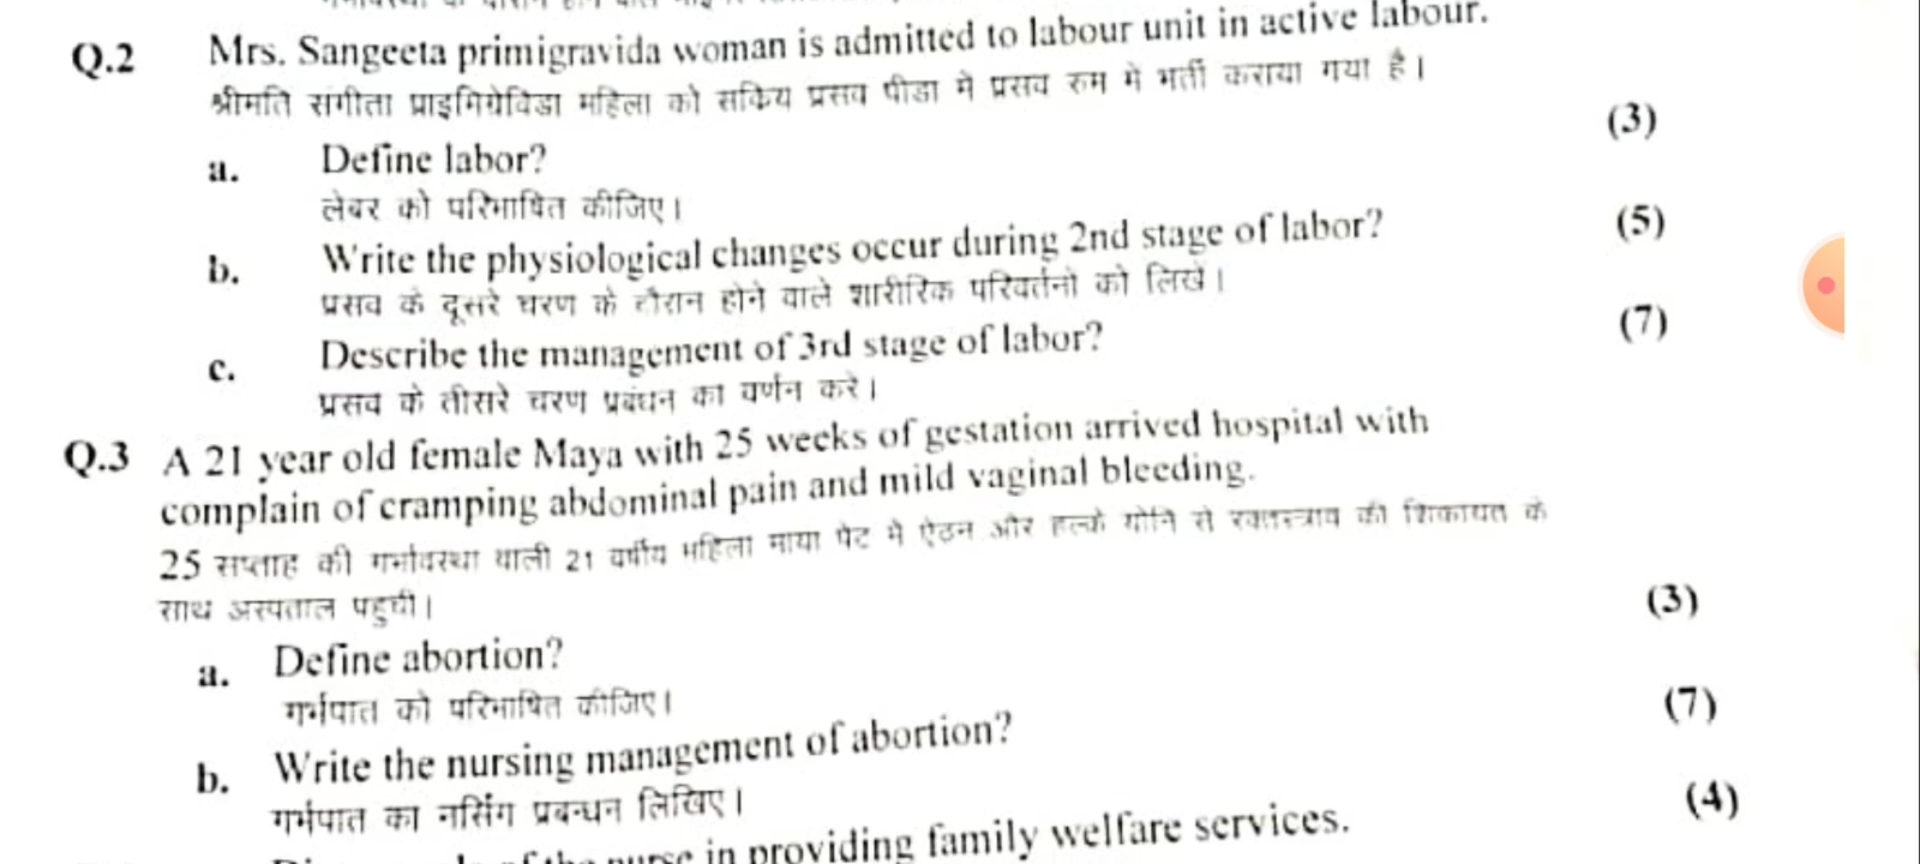 Q.2 Mrs. Sangeeta primigravida woman is admitted to labour unit in active labour.
श्रीमति संगीता प्राइमिग्रेविडा महिला को सकिय प्रसव पीडा में प्रसव रुम में भर्ती कराया गया है।
(3)
a. Define labor?
लेबर को परिभाषित कीजिए।
(5)
b. Write the physiological changes occur during 2nd stage of labor?
प्रसव के दूसरे चरण के दौरान होने वाले शारीरिक परिवर्तनो को लिखें।
(7)
c. Describe the management of 3rd stage of labor?
प्रसव के तीसरे चरण प्रबंधन का वर्णन करे।
Q.3 A 21 year old female Maya with 25 weeks of gestation arrived hospital with
complain of cramping abdominal pain and mild vaginal bleeding.
25 सप्ताह की गर्भावस्था वाली 21 वर्षीय महिला माया पेट में ऐंठन और हल्के योनि से रक्तस्त्राव की शिकायत के
साथ अस्पताल पहुची।
(3)
a. Define abortion?
गर्भपात को परिभाषित कीजिए।
(7)
b. Write the nursing management of abortion?
गर्भपात का नर्सिंग प्रबन्धन लिखिए।
(4)
of the nurse in providing family welfare services.